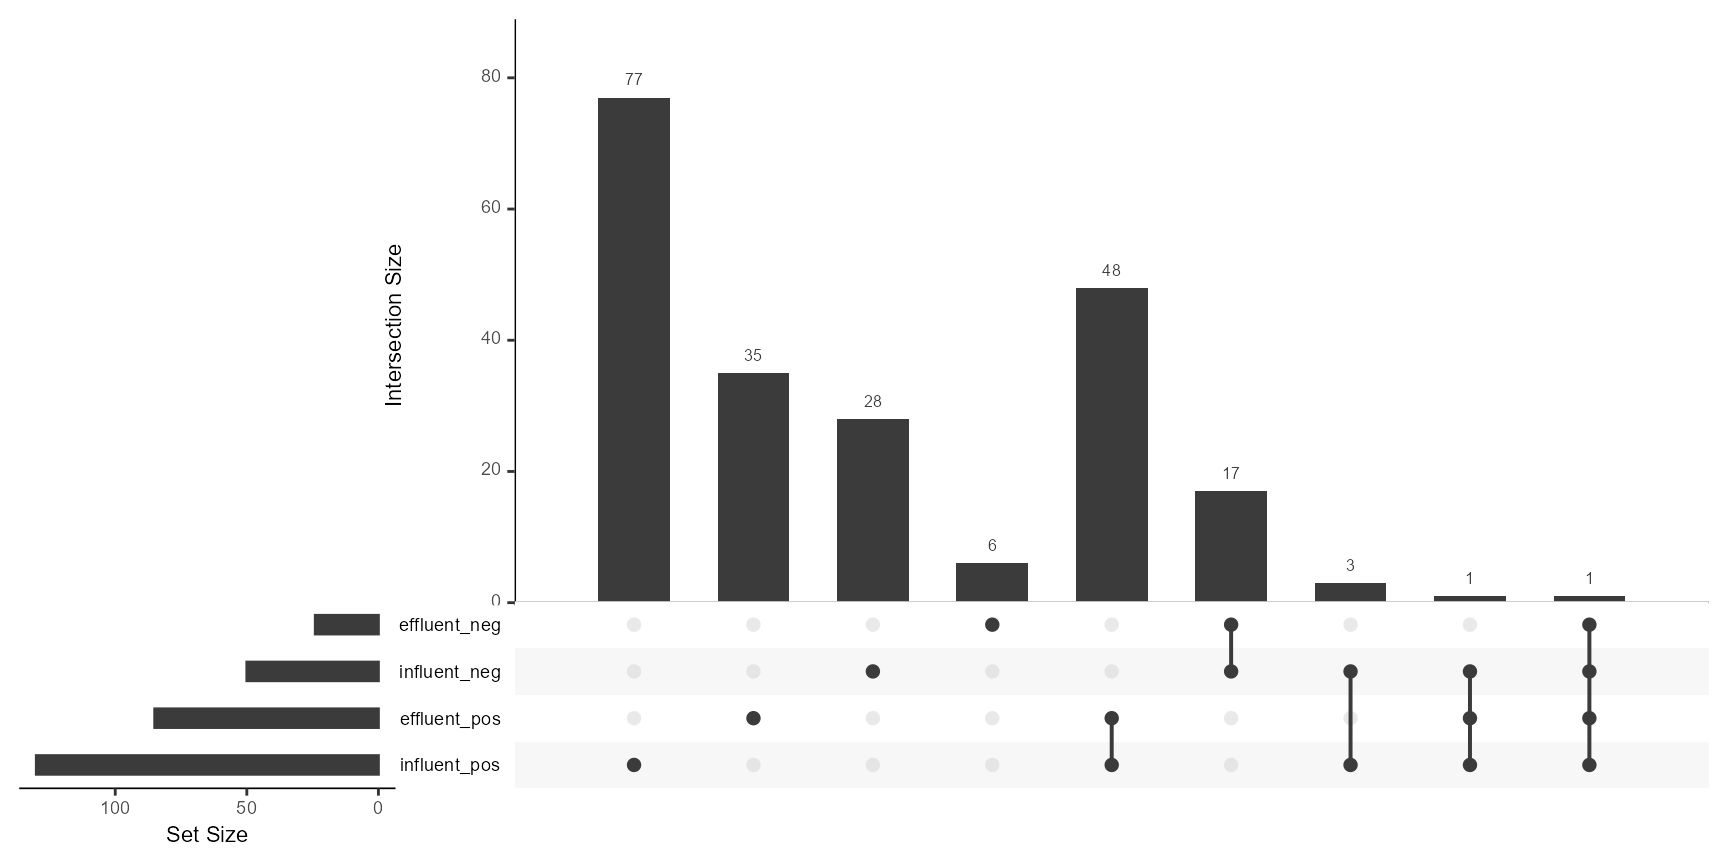 77
35
28
6
48
17
3
1
1
80
60
40
20
0
Intersection Size
effluent_neg
influent_neg
effluent_pos
influent_pos
100 50 0
Set Size